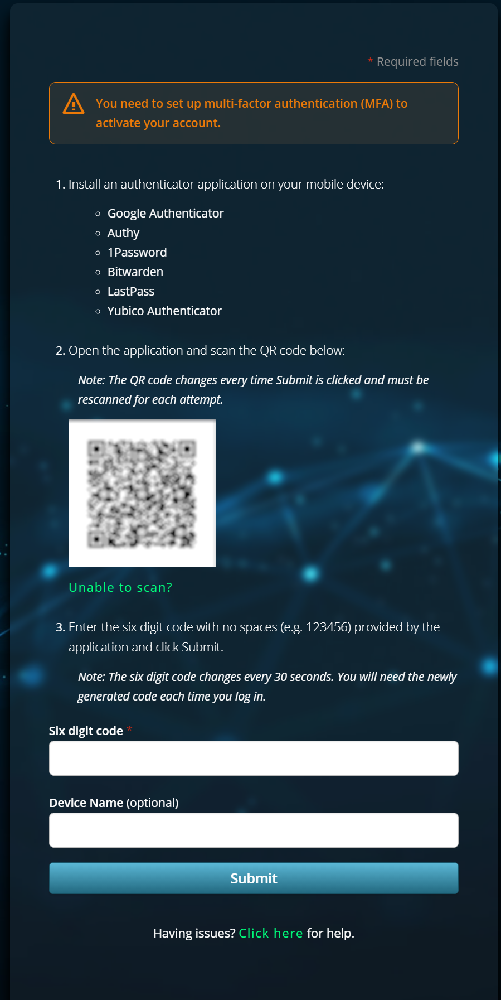 * Required fields
You need to set up multi-factor authentication (MFA) to
activate your account.
1. Install an authenticator application on your mobile device:
Google Authenticator
Authy
1Password
Bitwarden
LastPass
Yubico Authenticator
2. Open the application and scan the QR code below:
Note: The QR code changes every time Submit is clicked and must be
rescanned for each attempt.
Unable to scan?
3. Enter the six digit code with no spaces (e.g. 123456) provided by the
application and click Submit.
Note: The six digit code changes every 30 seconds. You will need the newly
generated code each time you log in.
Six digit code *
Device Name (optional)
Submit
Having issues? Click here for help.